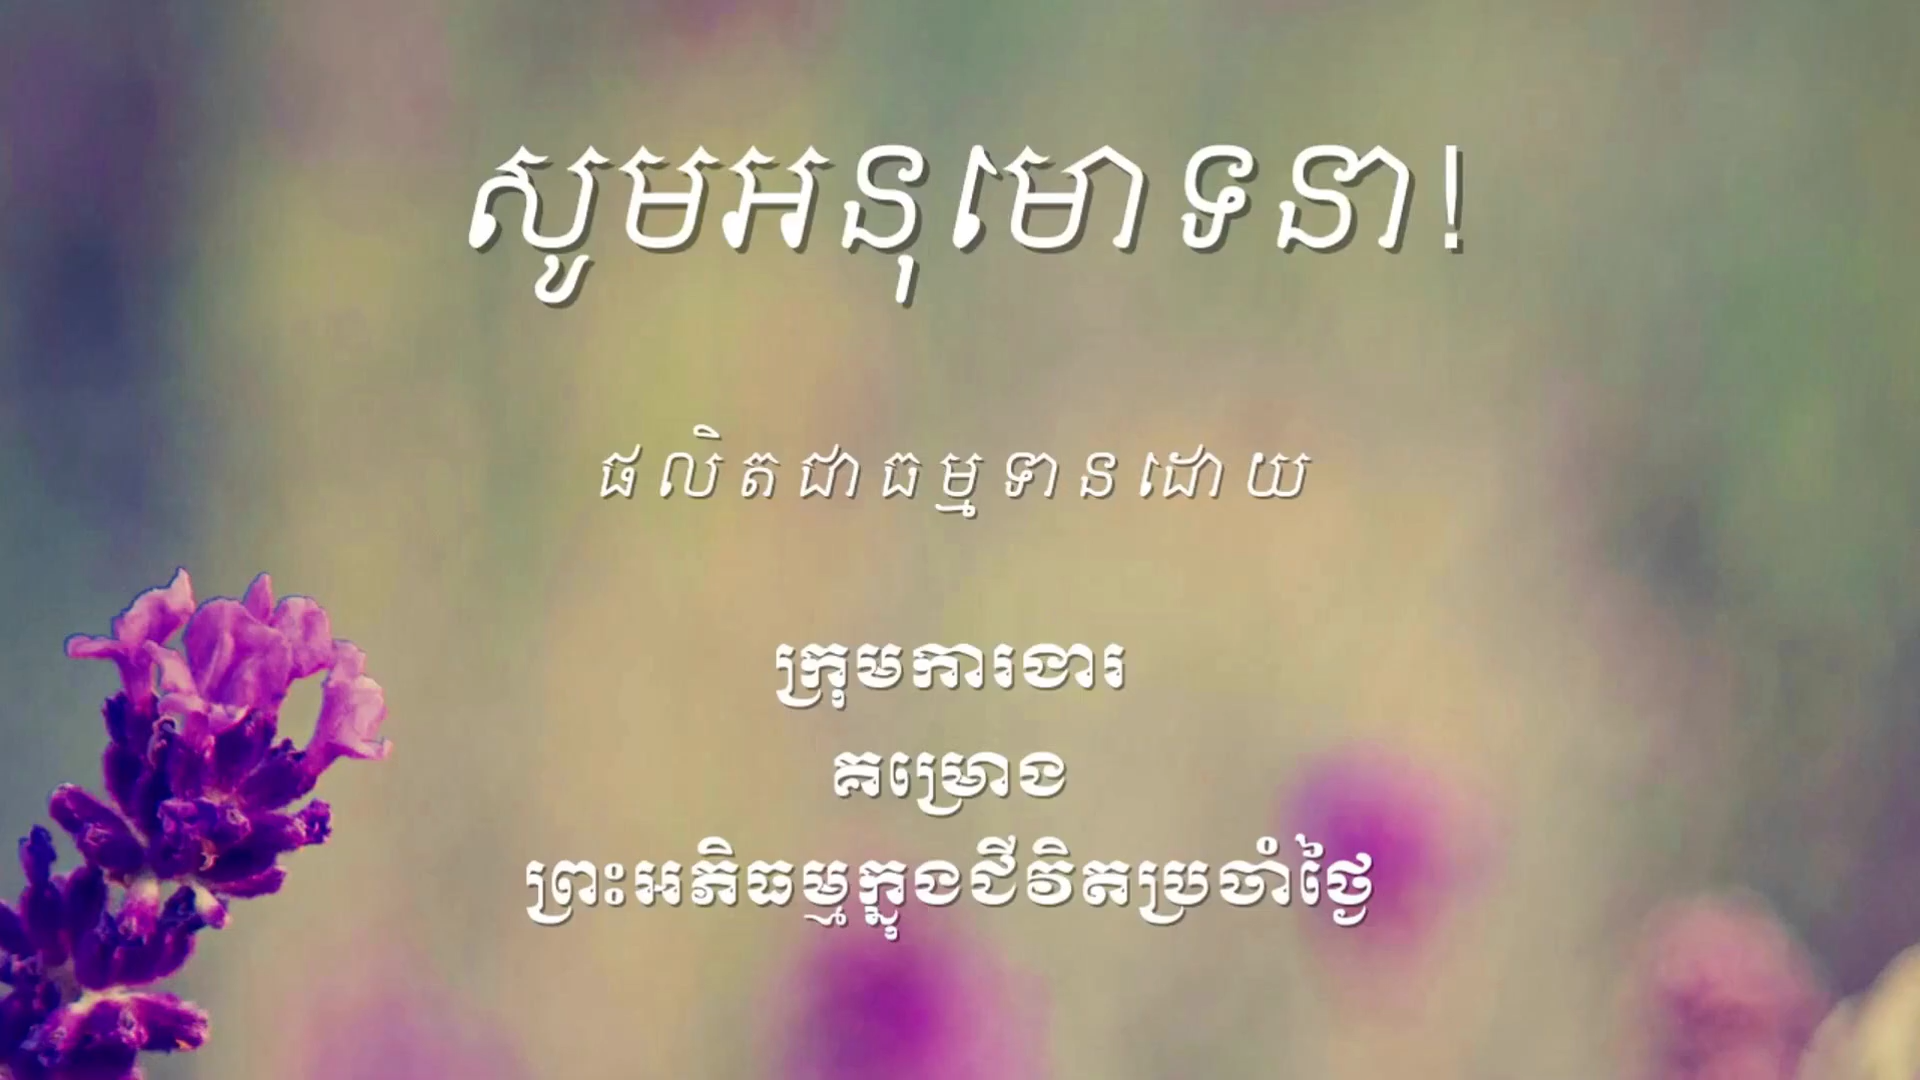 សូមអនុមោទនា!
ផលិតជាធម្មទានដោយ
ក្រុមការងារ
គម្រោង
ព្រះអភិធម្មក្នុងជីវិតប្រចាំថ្ងៃ